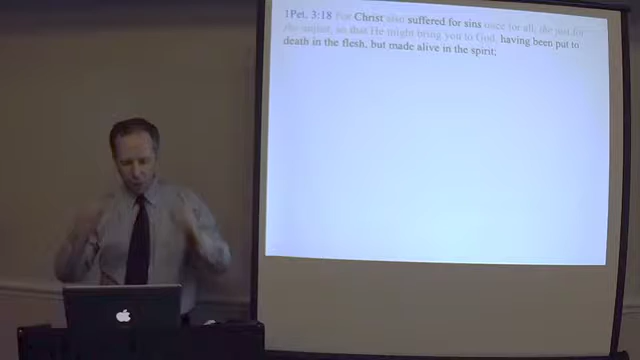 1Pet. 3:18 For Christ also suffered for sins once for all, the just for
the unjust, so that He might bring you to God, having been put to
death in the flesh, but made alive in the spirit;